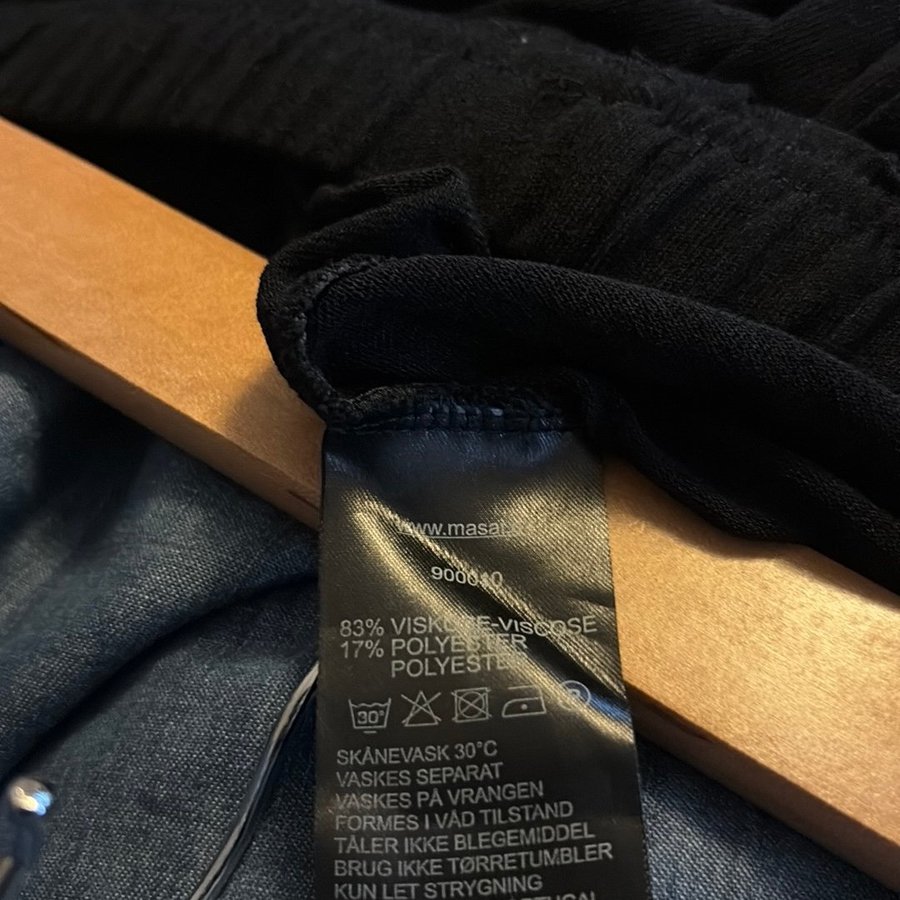 900010
83% VISKOSE-VISCOSE
17% POLYESTER
POLYESTER
30°
SKÅNEVASK 30°C
VASKES SEPARAT
VASKES PÅ VRANGEN
FORMES I VÅD TILSTAND
TÅLER IKKE BLEGEMIDDEL
BRUG IKKE TØRRETUMBLER
KUN LET STRYGNING